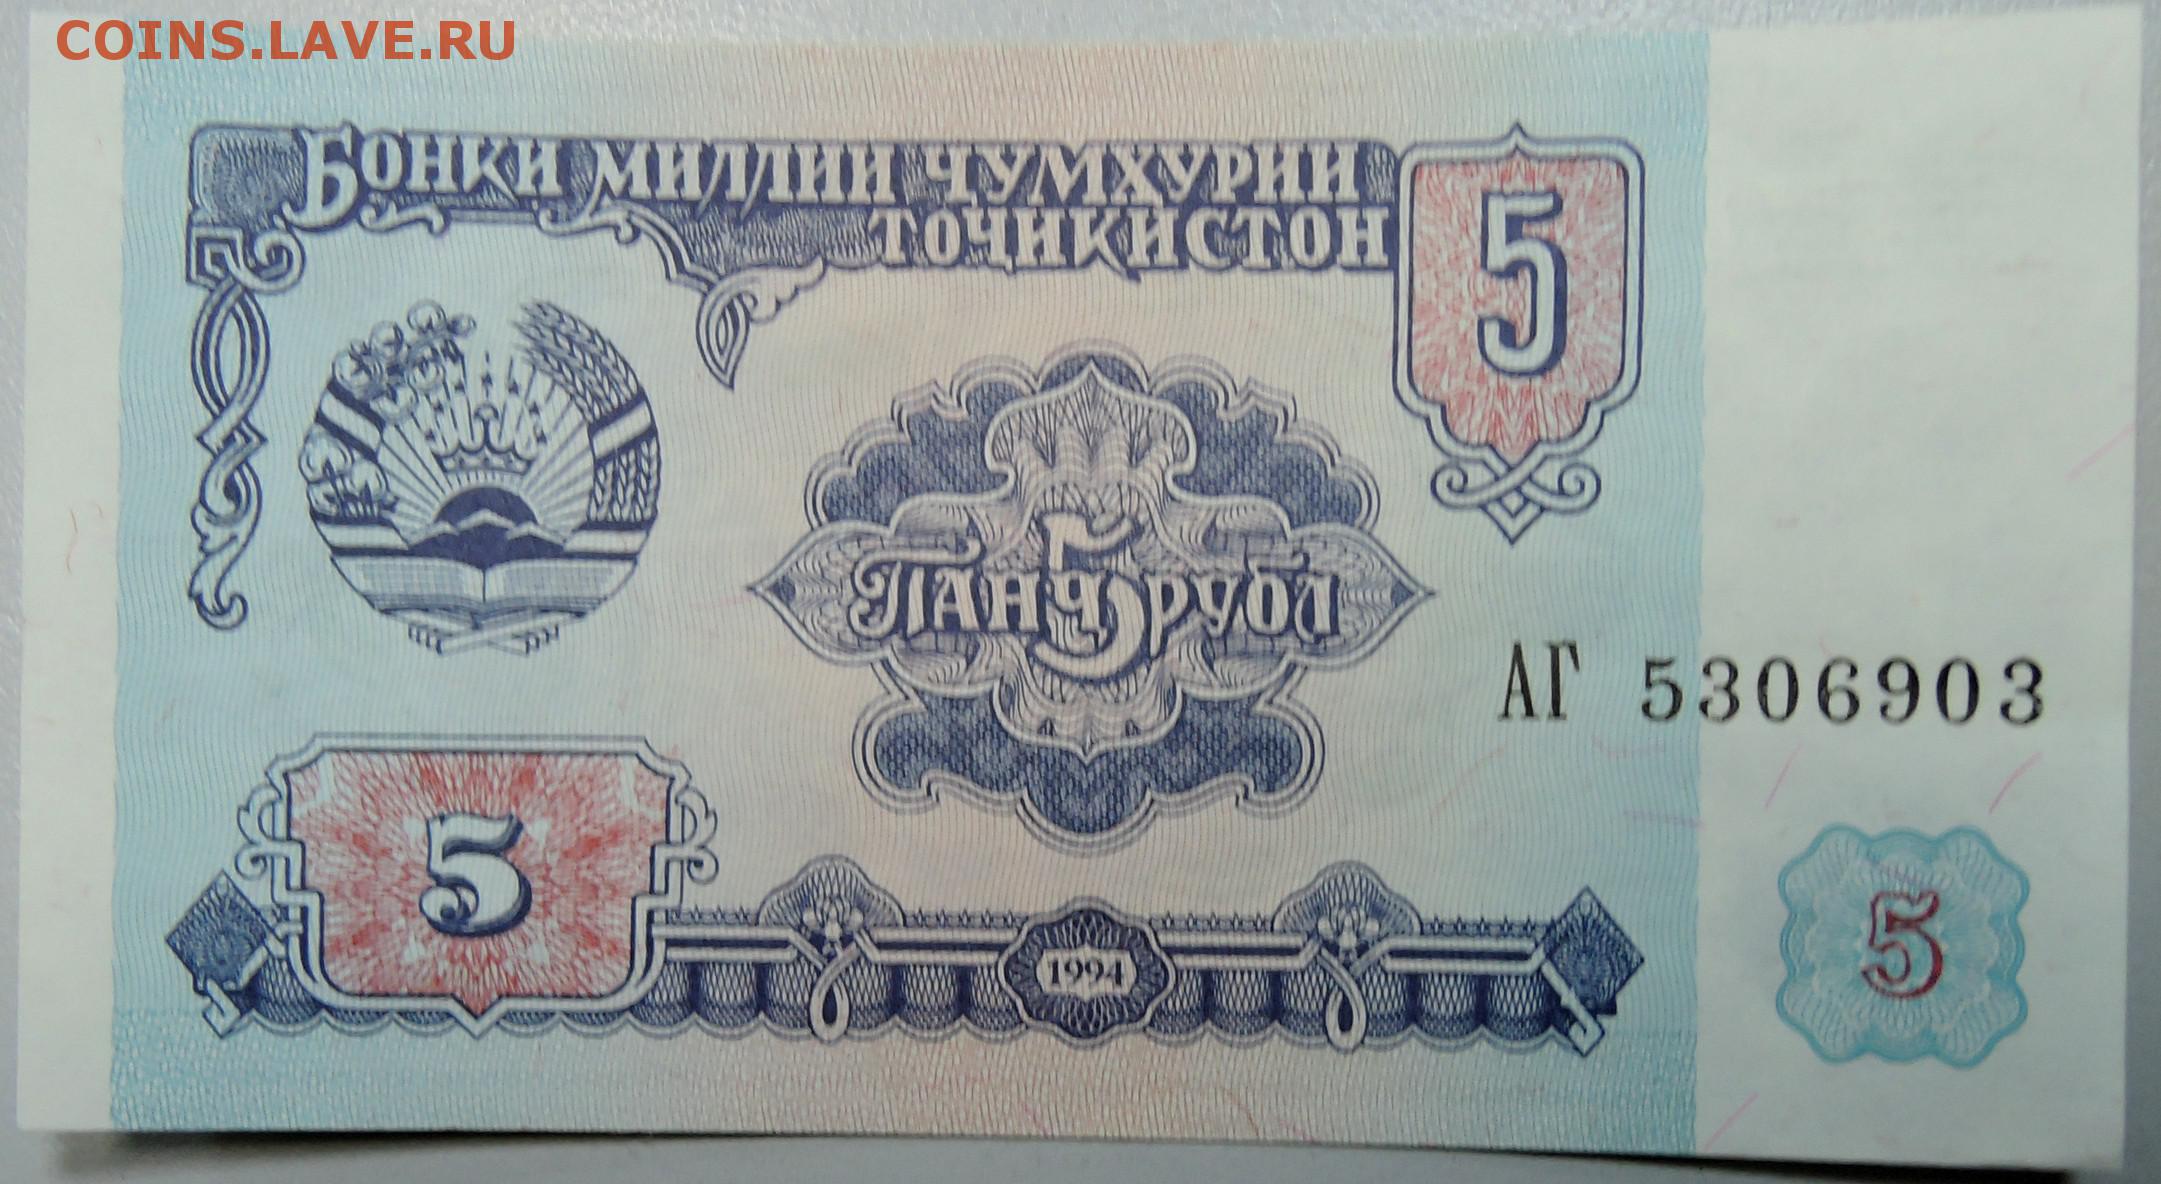 COINS.LAVE.RU
БОНКИ МИЛЛИИ ҶУМҲУРИИ
ТОҶИКИСТОН
5
5
ПАНҶ РУБЛ
АГ 5306903
5
1994
5